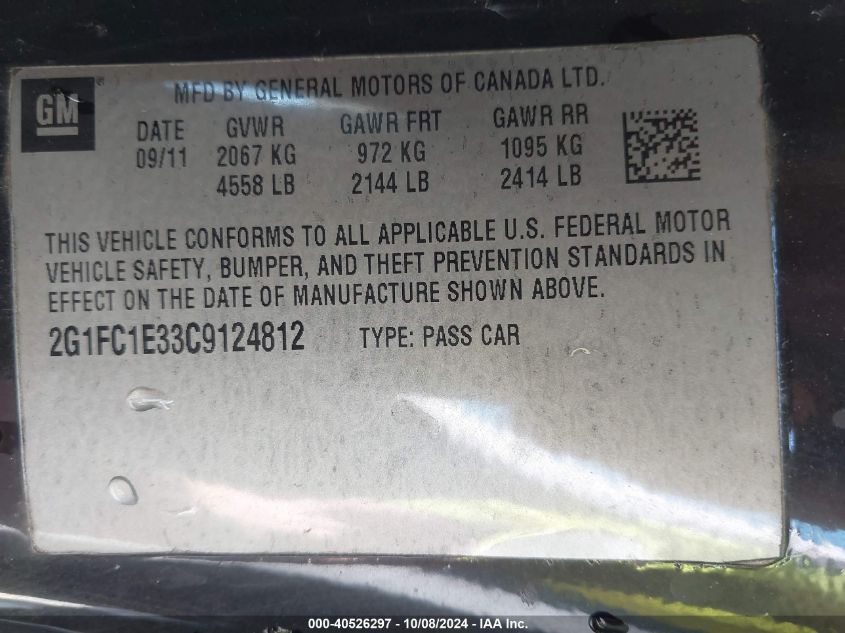 GM
®
MFD BY GENERAL MOTORS OF CANADA LTD.
DATE GVWR GAWR FRT GAWR RR
09/11 2067 KG 972 KG 1095 KG
4558 LB 2144 LB 2414 LB
THIS VEHICLE CONFORMS TO ALL APPLICABLE U.S. FEDERAL MOTOR
VEHICLE SAFETY, BUMPER, AND THEFT PREVENTION STANDARDS IN
EFFECT ON THE DATE OF MANUFACTURE SHOWN ABOVE.
2G1FC1E33C9124812 TYPE: PASS CAR
000-40526297 - 10/08/2024 - IAA Inc.